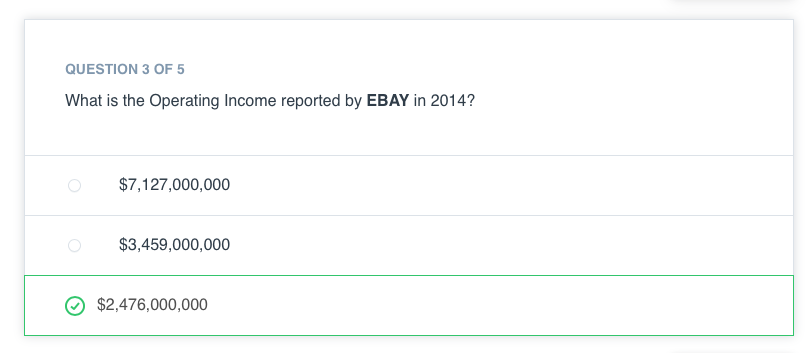 QUESTION 3 OF 5
What is the Operating Income reported by EBAY in 2014?
$7,127,000,000
$3,459,000,000
$2,476,000,000